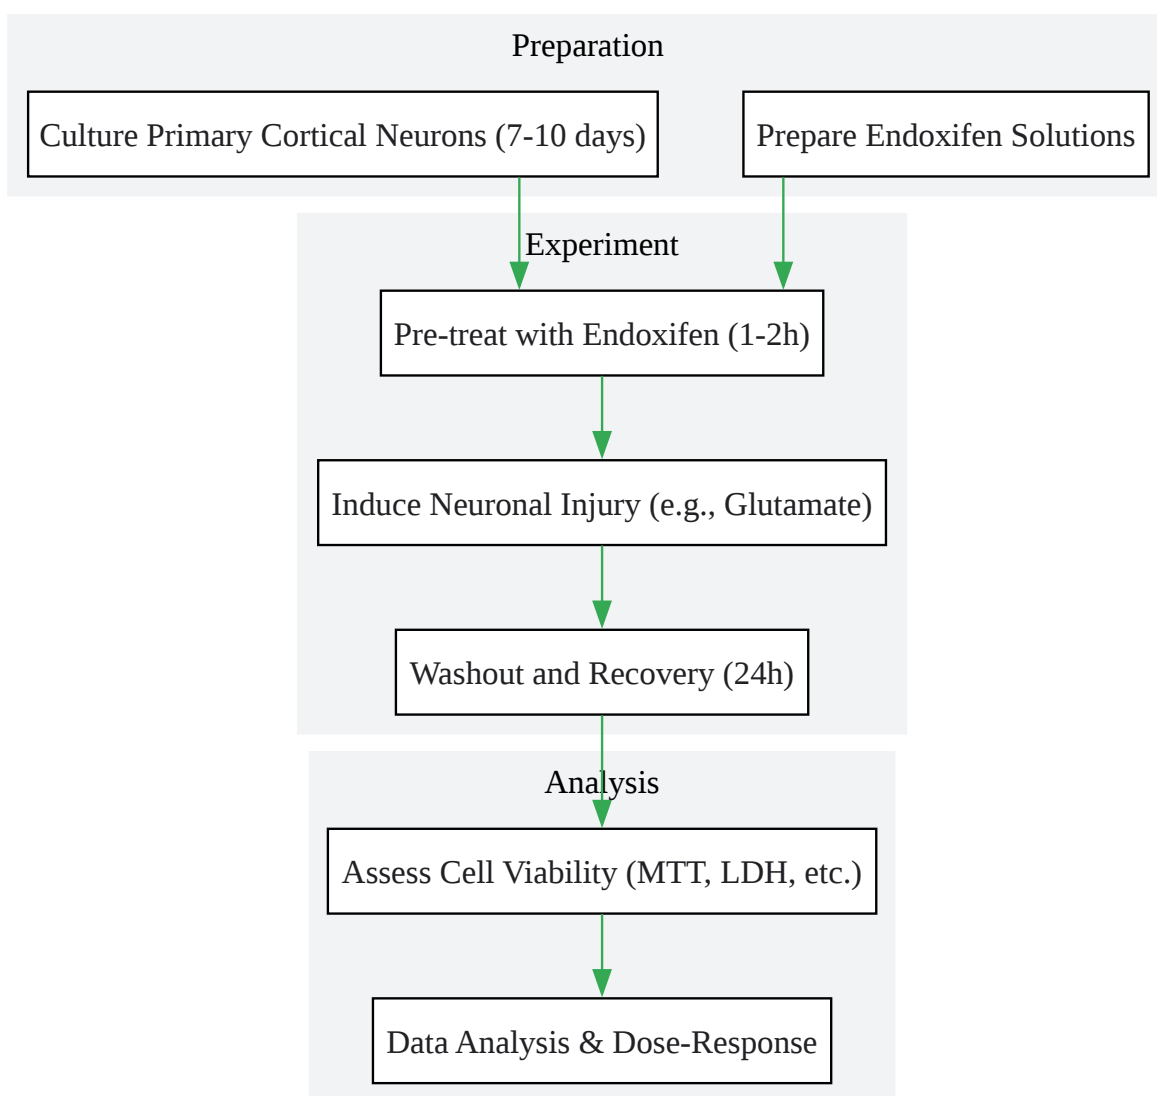 Preparation
Culture Primary Cortical Neurons (7-10 days)
Prepare Endoxifen Solutions
Experiment
Pre-treat with Endoxifen (1-2h)
Induce Neuronal Injury (e.g., Glutamate)
Washout and Recovery (24h)
Analysis
Assess Cell Viability (MTT, LDH, etc.)
Data Analysis & Dose-Response